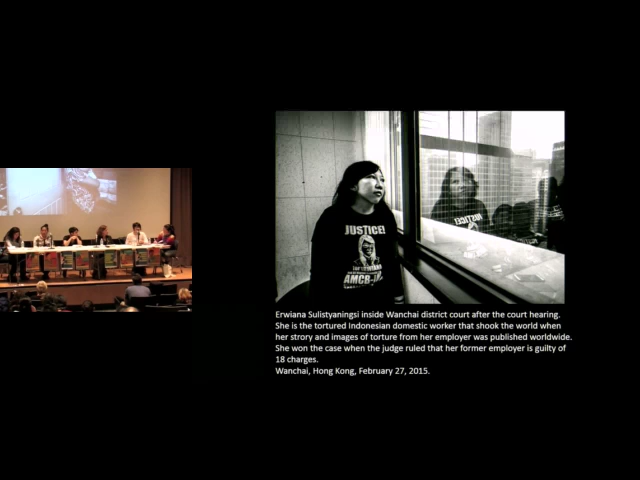 JUSTICE!
AMCB-IMA
JUSTICE!
Erwiana Sulistyaningsi inside Wanchai district court after the court hearing.
She is the tortured Indonesian domestic worker that shook the world when
her strory and images of torture from her employer was published worldwide.
She won the case when the judge ruled that her former employer is guilty of
18 charges.
Wanchai, Hong Kong, February 27, 2015.